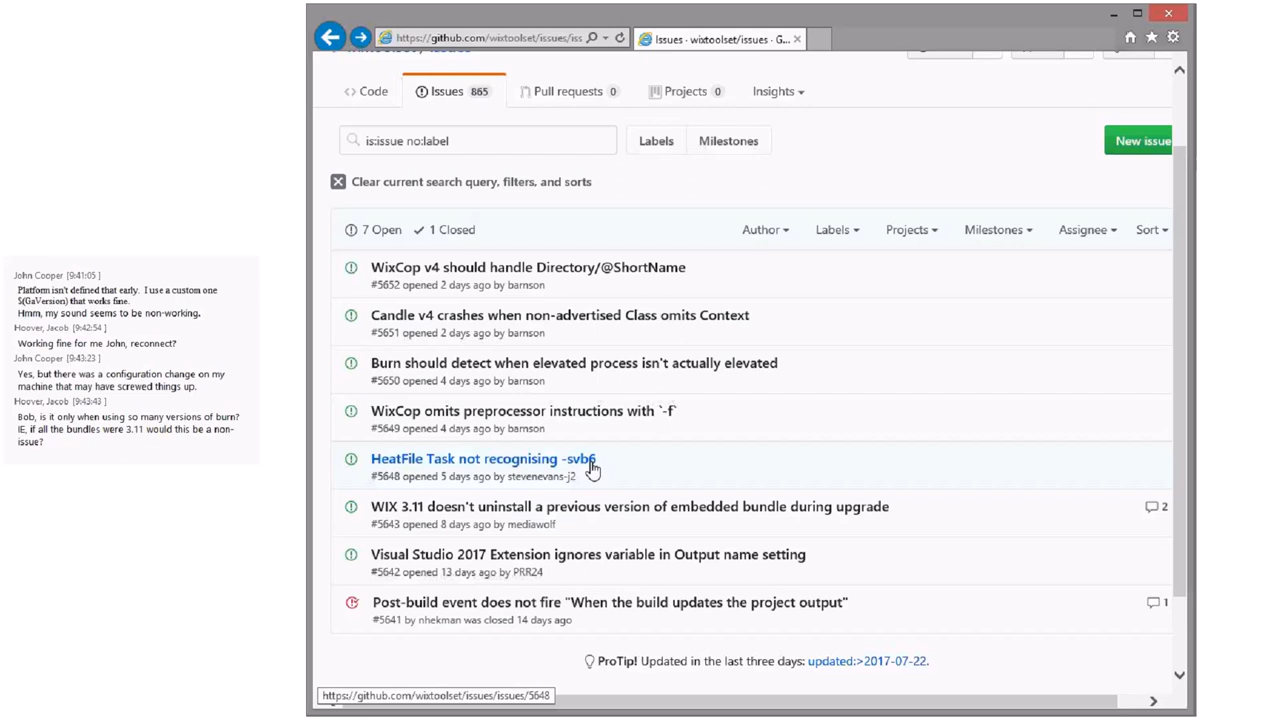 John Cooper [9:41:05 ]
Platform isn't defined that early. I use a custom one
$(GaVersion) that works fine.
Hmm, my sound seems to be non-working.
Hoover, Jacob [9:42:54 ]
Working fine for me John, reconnect?
John Cooper [9:43:23 ]
Yes, but there was a configuration change on my
machine that may have screwed things up.
Hoover, Jacob [9:43:43 ]
Bob, is it only when using so many versions of burn?
IE, if all the bundles were 3.11 would this be a non-
issue?
https://github.com/wixtoolset/issues/iss
Issues · wixtoolset/issues · G...
Code
Issues 865
Pull requests 0
Projects 0
Insights
is:issue no:label
Labels
Milestones
New issue
Clear current search query, filters, and sorts
7 Open
1 Closed
Author
Labels
Projects
Milestones
Assignee
Sort
WixCop v4 should handle Directory/@ShortName
#5652 opened 2 days ago by barnson
Candle v4 crashes when non-advertised Class omits Context
#5651 opened 2 days ago by barnson
Burn should detect when elevated process isn't actually elevated
#5650 opened 4 days ago by barnson
WixCop omits preprocessor instructions with `-f`
#5649 opened 4 days ago by barnson
HeatFile Task not recognising -svb6
#5648 opened 5 days ago by stevenevans-j2
WIX 3.11 doesn't uninstall a previous version of embedded bundle during upgrade
2
#5643 opened 8 days ago by mediawolf
Visual Studio 2017 Extension ignores variable in Output name setting
#5642 opened 13 days ago by PRR24
Post-build event does not fire "When the build updates the project output"
1
#5641 by nhekman was closed 14 days ago
ProTip! Updated in the last three days: updated:>2017-07-22.
https://github.com/wixtoolset/issues/issues/5648